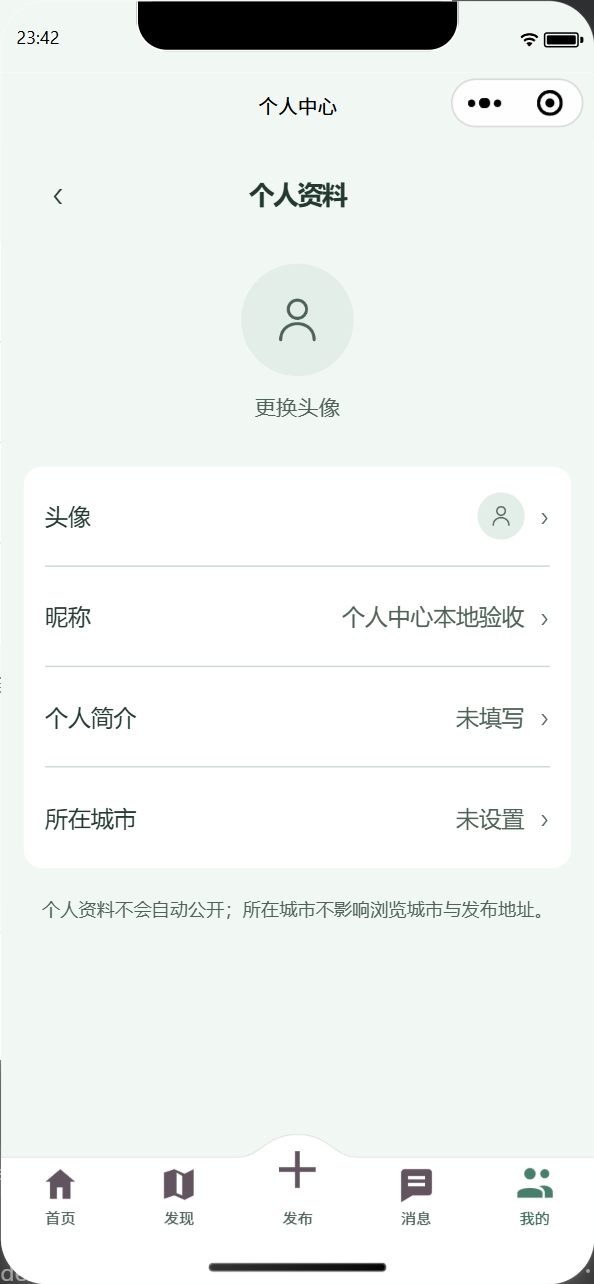 23:42
个人中心
个人资料
更换头像
头像
昵称 个人中心本地验收
个人简介 未填写
所在城市 未设置
个人资料不会自动公开；所在城市不影响浏览城市与发布地址。
首页 发现 发布 消息 我的